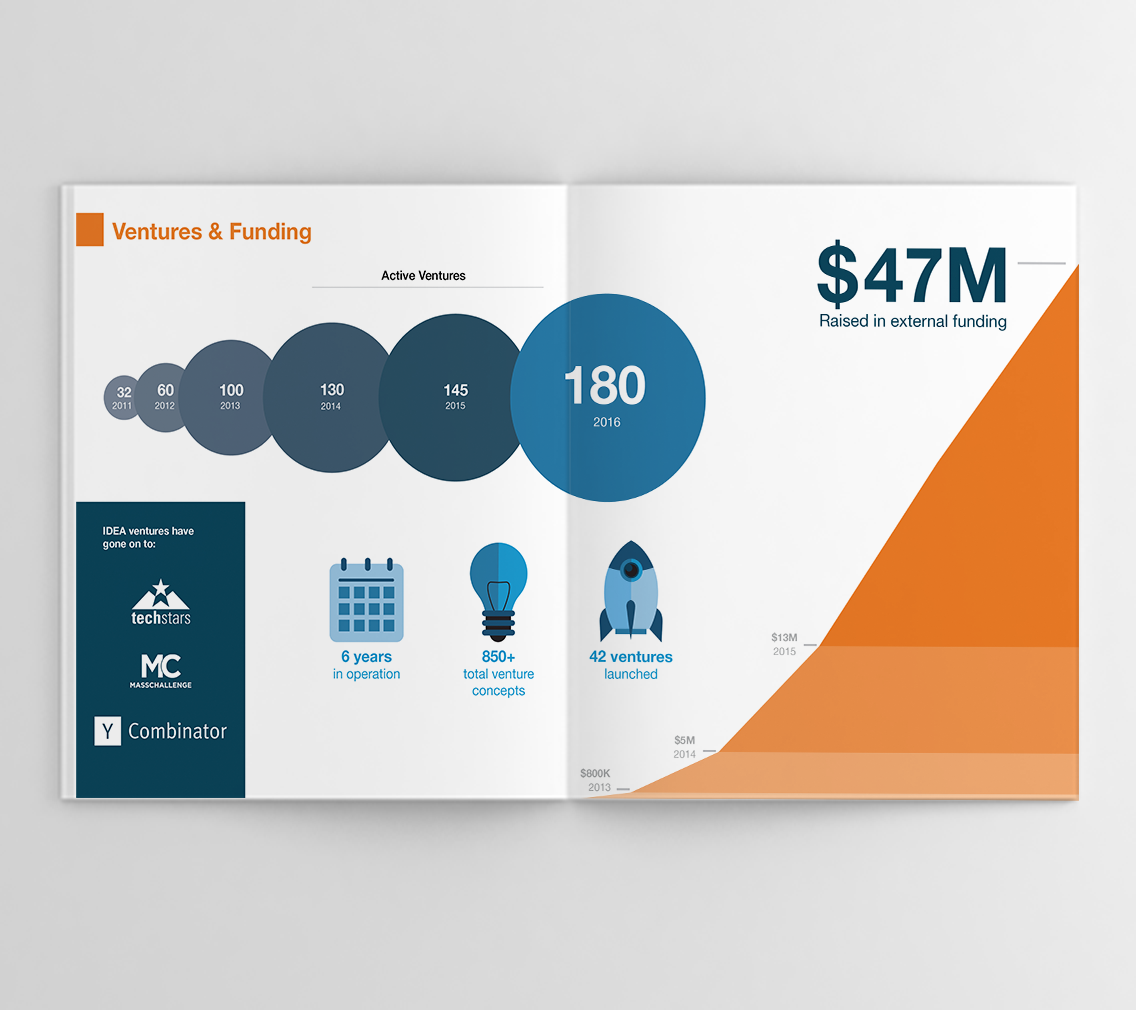 Ventures & Funding
Active Ventures
32
2011
60
2012
100
2013
130
2014
145
2015
180
2016
IDEA ventures have
gone on to:
techstars
MC
MASSCHALLENGE
Y Combinator
6 years
in operation
850+
total venture
concepts
42 ventures
launched
$47M
Raised in external funding
$13M
2015
$5M
2014
$800K
2013